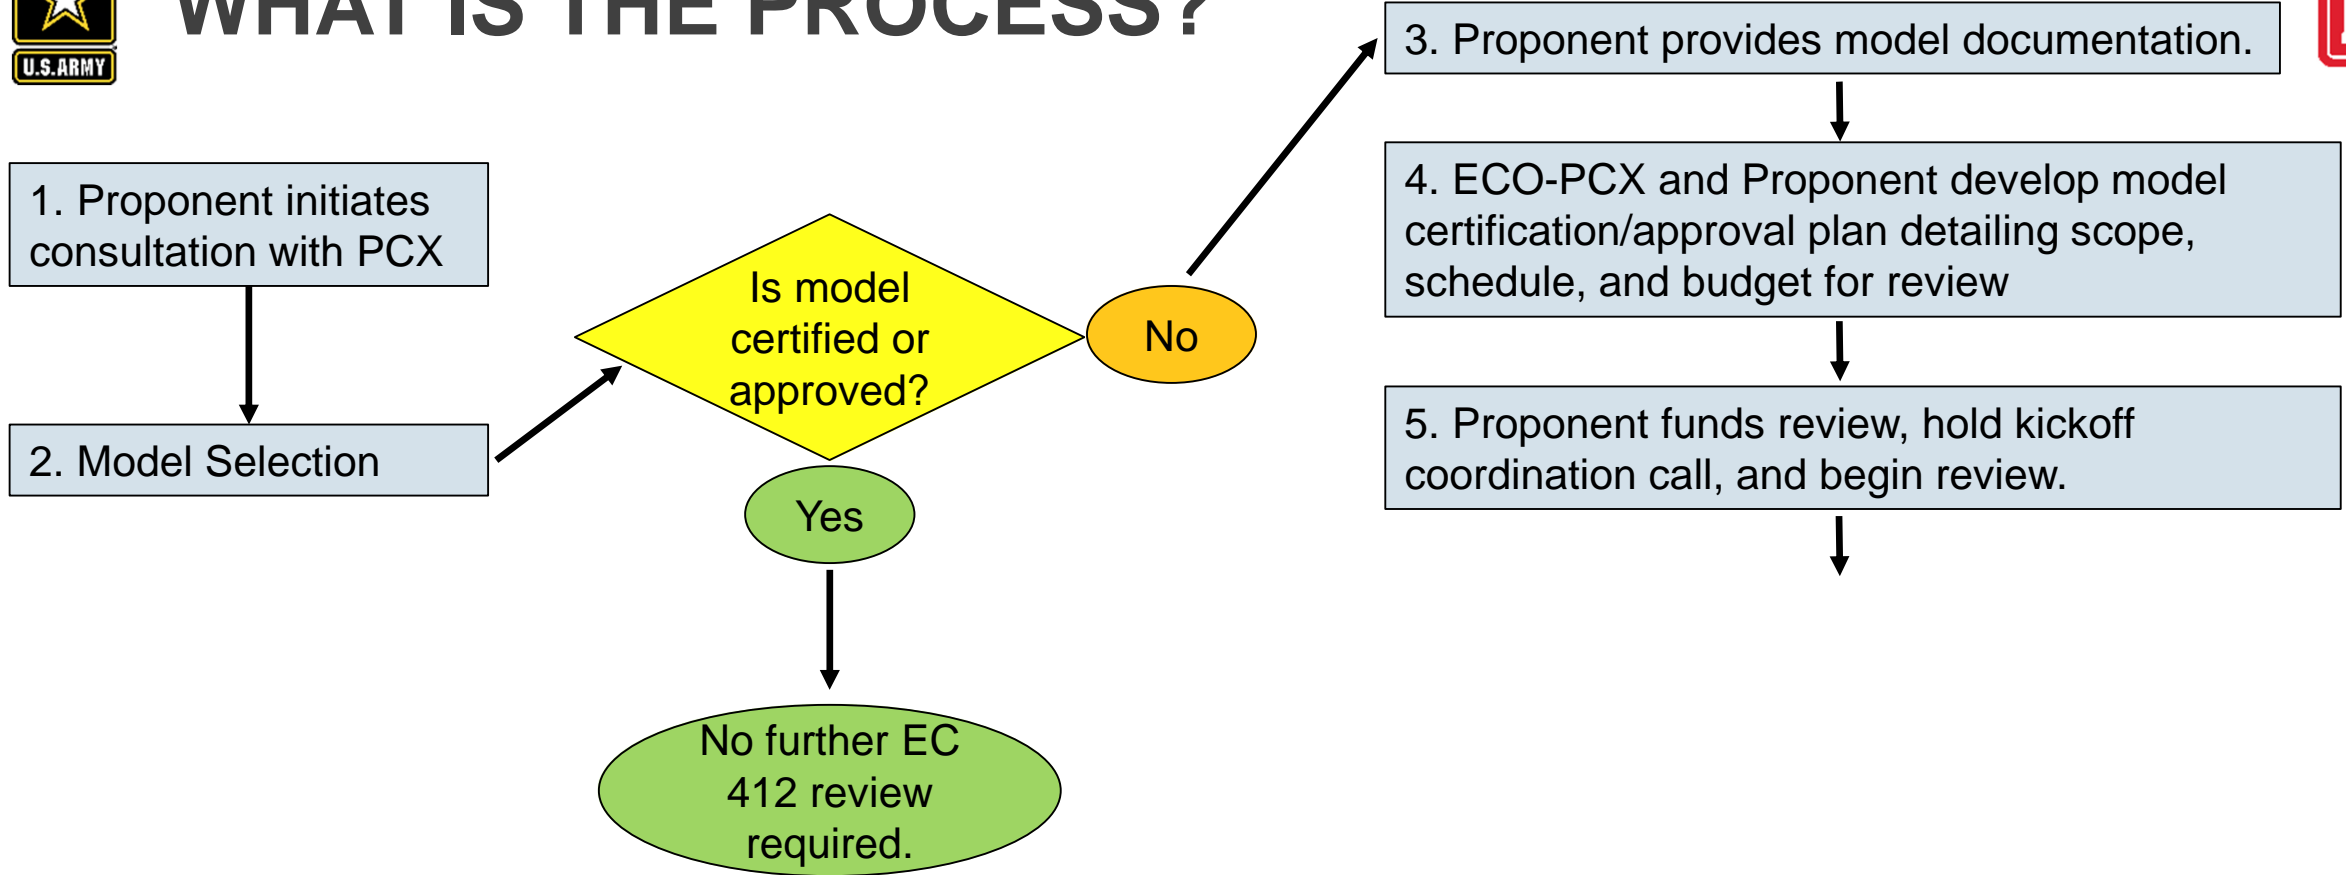 WHAT IS THE PROCESS?
U.S.ARMY
1. Proponent initiates
consultation with PCX
2. Model Selection
Is model
certified or
approved?
No
Yes
No further EC
412 review
required.
3. Proponent provides model documentation.
4. ECO-PCX and Proponent develop model
certification/approval plan detailing scope,
schedule, and budget for review
5. Proponent funds review, hold kickoff
coordination call, and begin review.